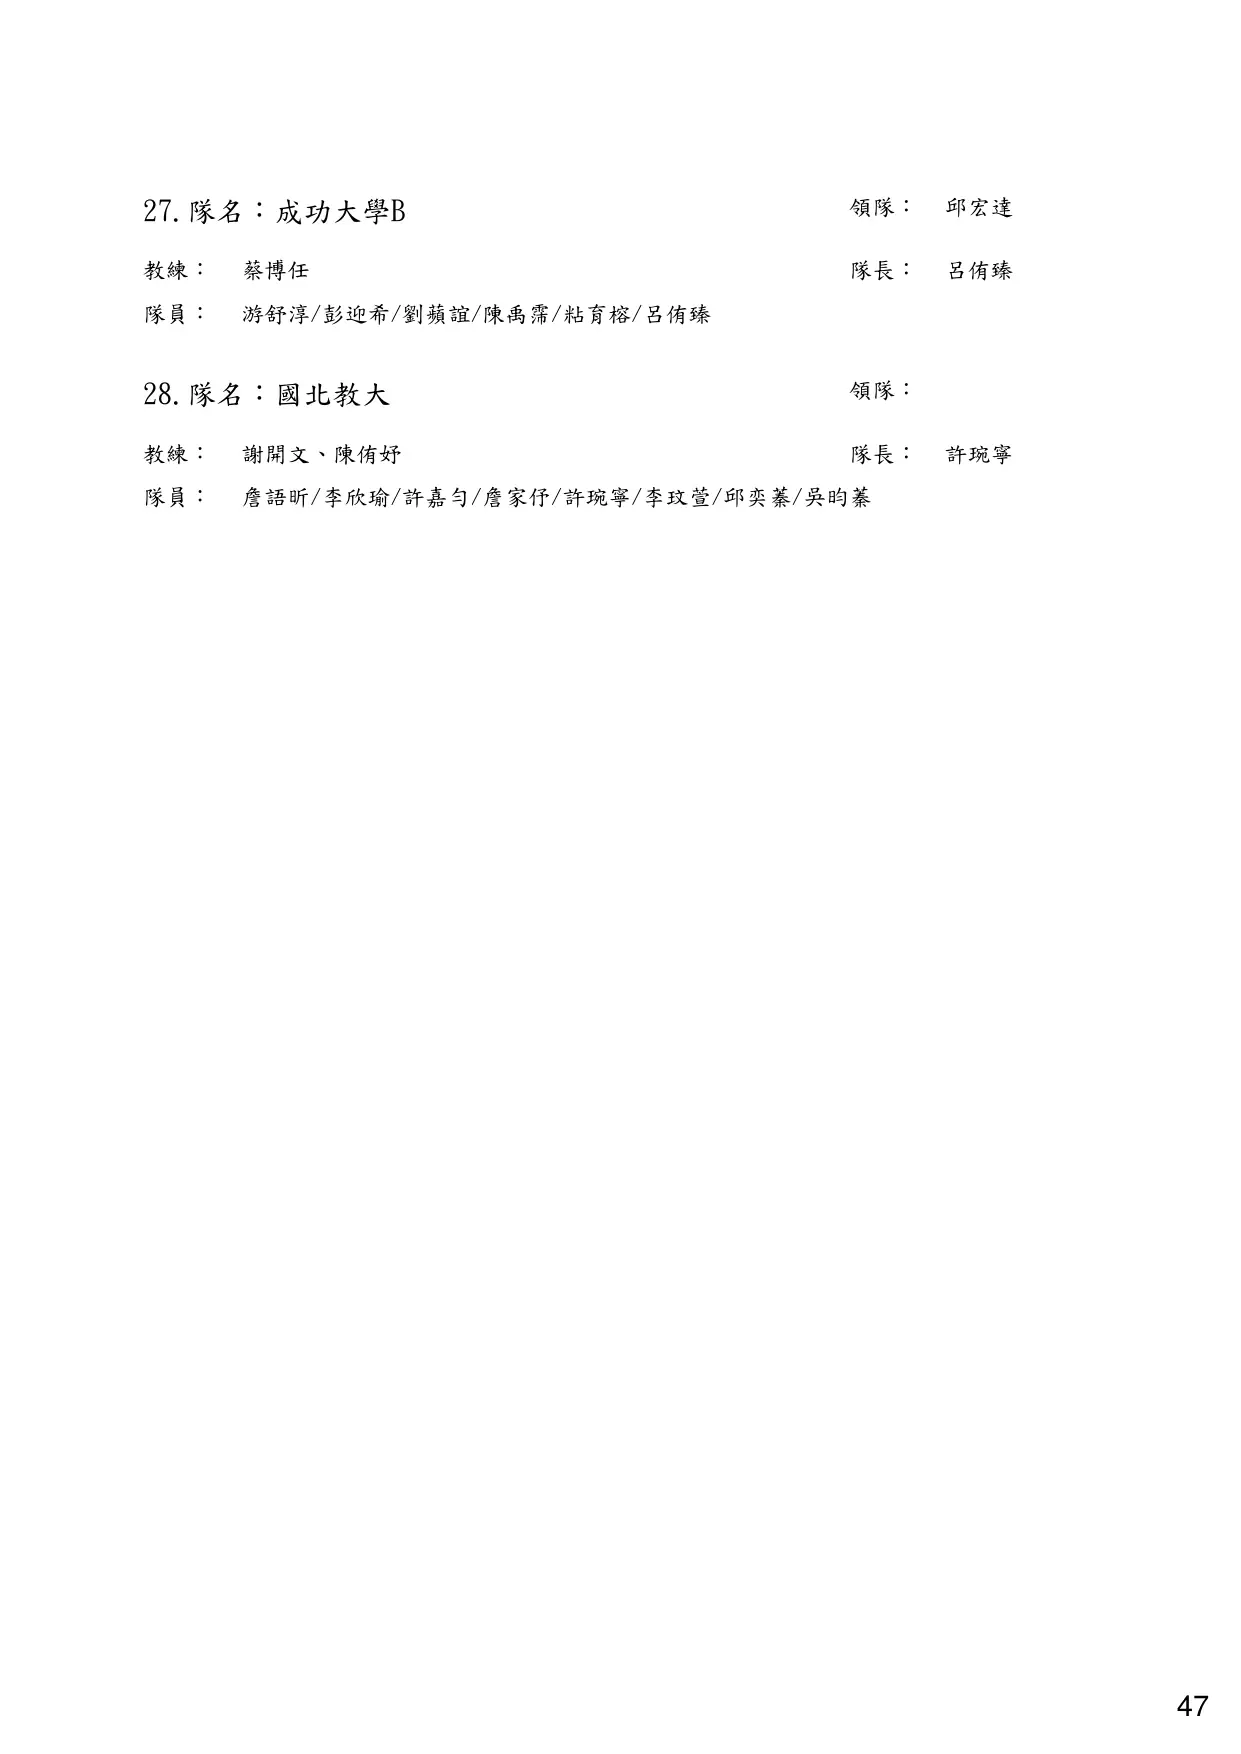 27.隊名：成功大學B 領隊： 邱宏達
教練： 蔡博任 隊長： 呂侑臻
隊員： 游舒淳/彭迎希/劉蘋誼/陳禹霈/粘育榕/呂侑臻
28.隊名：國北教大 領隊：
教練： 謝開文、陳侑妤 隊長： 許琬寧
隊員： 詹語昕/李欣瑜/許嘉勻/詹家伃/許琬寧/李玟萱/邱奕蓁/吳昀蓁
47